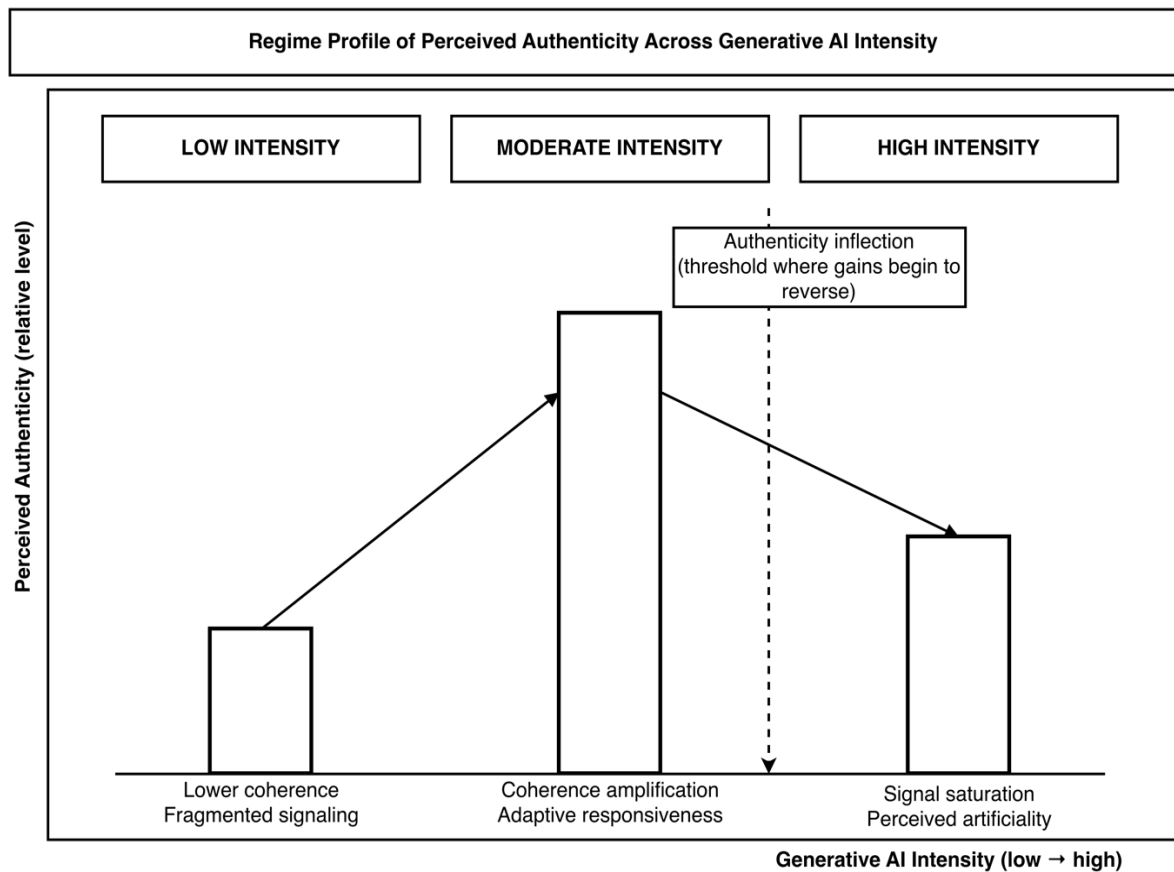 Regime Profile of Perceived Authenticity Across Generative AI Intensity
LOW INTENSITY
MODERATE INTENSITY
HIGH INTENSITY
Authenticity inflection
(threshold where gains begin to
reverse)
Perceived Authenticity (relative level)
Lower coherence
Fragmented signaling
Coherence amplification
Adaptive responsiveness
Signal saturation
Perceived artificiality
Generative AI Intensity (low → high)